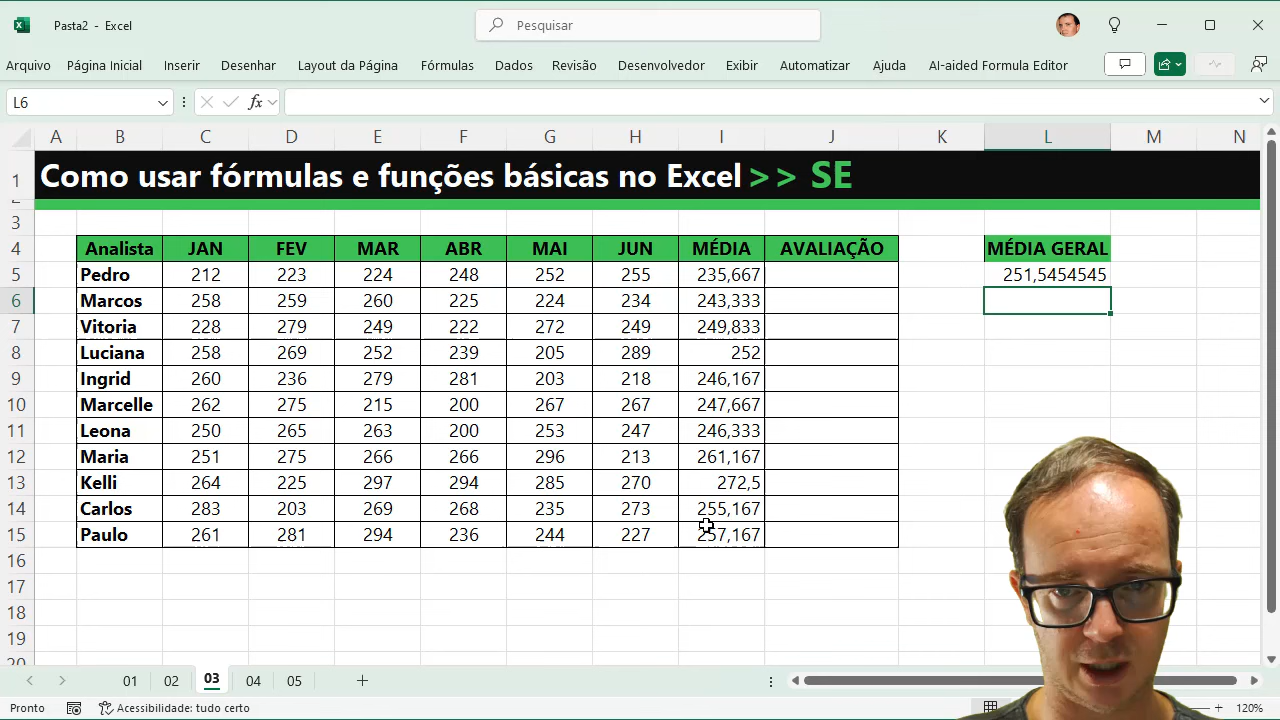 Pasta2 - Excel
Pesquisar
Arquivo Página Inicial Inserir Desenhar Layout da Página Fórmulas Dados Revisão Desenvolvedor Exibir Automatizar Ajuda AI-aided Formula Editor
L6 fx
A B C D E F G H I J K L M N
1 Como usar fórmulas e funções básicas no Excel >> SE
3
4 Analista JAN FEV MAR ABR MAI JUN MÉDIA AVALIAÇÃO MÉDIA GERAL
5 Pedro 212 223 224 248 252 255 235,667 251,5454545
6 Marcos 258 259 260 225 224 234 243,333
7 Vitoria 228 279 249 222 272 249 249,833
8 Luciana 258 269 252 239 205 289 252
9 Ingrid 260 236 279 281 203 218 246,167
10 Marcelle 262 275 215 200 267 267 247,667
11 Leona 250 265 263 200 253 247 246,333
12 Maria 251 275 266 266 296 213 261,167
13 Kelli 264 225 297 294 285 270 272,5
14 Carlos 283 203 269 268 235 273 255,167
15 Paulo 261 281 294 236 244 227 257,167
16
17
18
19
20
01 02 03 04 05
Pronto Acessibilidade: tudo certo 120%